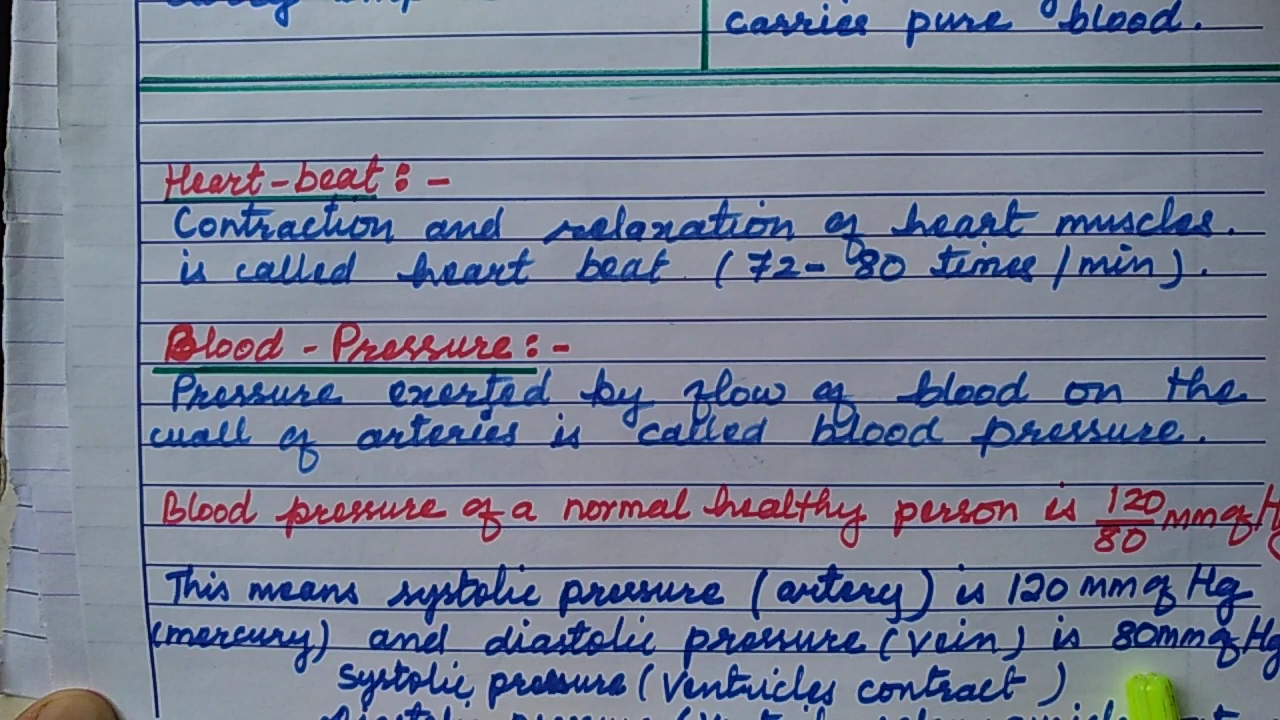 carries pure blood.
Heart-beat:-
Contraction and relaxation of heart muscles.
is called heart beat (72-80 times/min).
Blood-Pressure:-
Pressure exerted by flow of blood on the
wall of arteries is called blood pressure.
Blood pressure of a normal healthy person is 120/80 mm of H
This means systolic pressure (artery) is 120 mm of Hg
(mercury) and diastolic pressure (vein) is 80mm of Hg
systolic pressure (Ventricles contract)